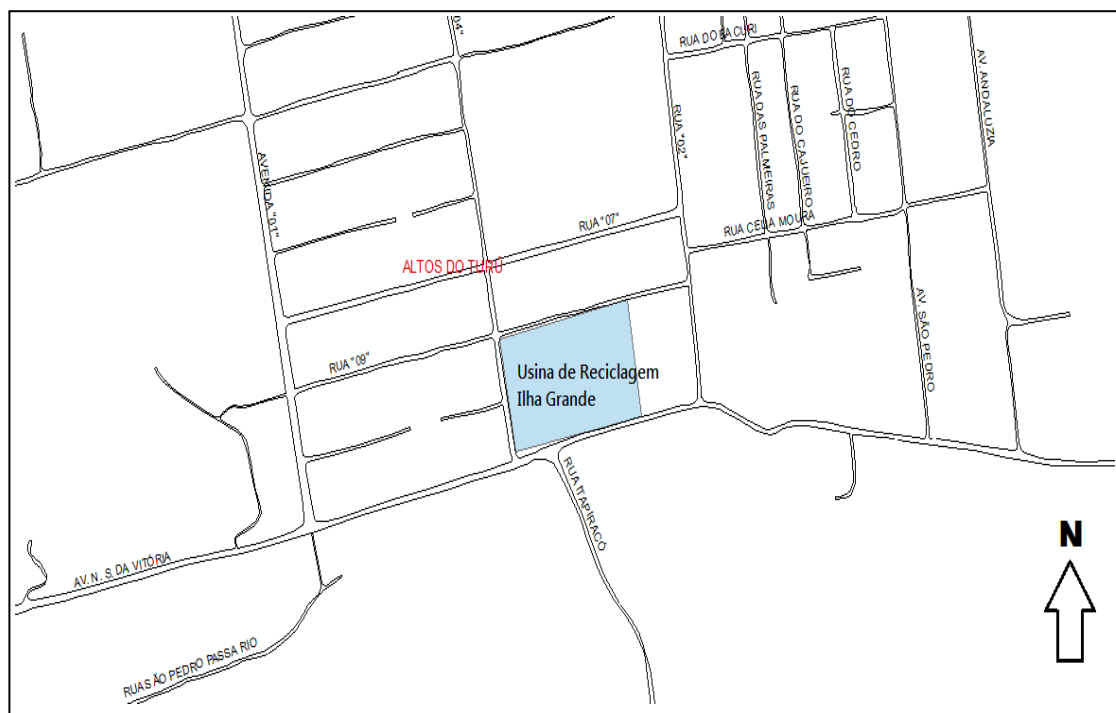 "04"
RUA DO BACURI
AV. ANDALUZIA
RUA DAS PALMEIRAS
RUA DO CAJUEIRO
RUA DO CEDRO
RUA "02"
AVENIDA "01"
RUA "07"
RUA CÉLIA MOURA
ALTOS DO TURÚ
AV. SÃO PEDRO
RUA "09"
Usina de Reciclagem
Ilha Grande
RUA ITAPIRACÓ
AV. N. S. DA VITÓRIA
RUA SÃO PEDRO PASSA RIO
N